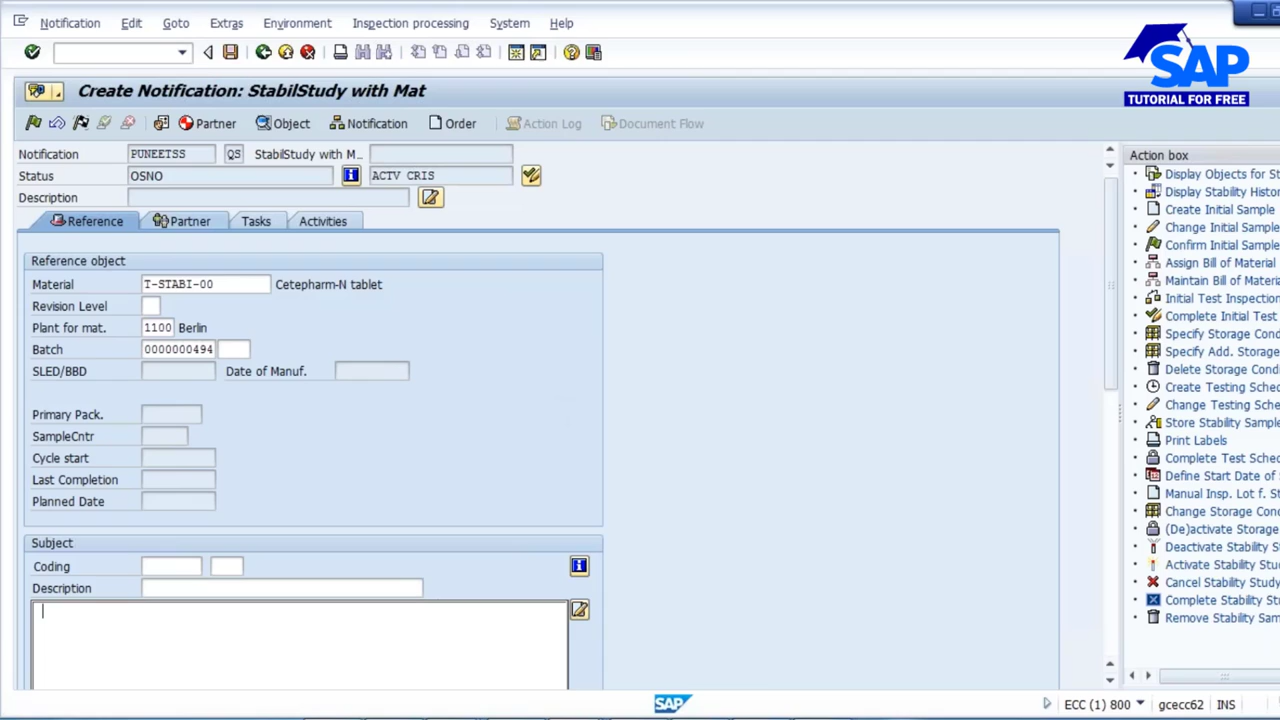 Notification Edit Goto Extras Environment Inspection processing System Help
SAP
TUTORIAL FOR FREE
Create Notification: StabilStudy with Mat
Partner Object Notification Order Action Log Document Flow
Notification PUNEETSS QS StabilStudy with M...
Status OSNO ACTV CRIS
Description
Reference Partner Tasks Activities
Reference object
Material T-STABI-00 Cetepharm-N tablet
Revision Level
Plant for mat. 1100 Berlin
Batch 0000000494
SLED/BBD Date of Manuf.
Primary Pack.
SampleCntr
Cycle start
Last Completion
Planned Date
Subject
Coding
Description
Action box
Display Objects for St
Display Stability Histor
Create Initial Sample
Change Initial Sample
Confirm Initial Sample
Assign Bill of Material
Maintain Bill of Materia
Initial Test Inspection
Complete Initial Test
Specify Storage Cond
Specify Add. Storage
Delete Storage Condi
Create Testing Sched
Change Testing Sche
Store Stability Sample
Print Labels
Complete Test Sched
Define Start Date of S
Manual Insp. Lot f. St
Change Storage Cond
(De)activate Storage
Deactivate Stability S
Activate Stability Stud
Cancel Stability Study
Complete Stability Stu
Remove Stability Sam
SAP
ECC (1) 800 gcecc62 INS